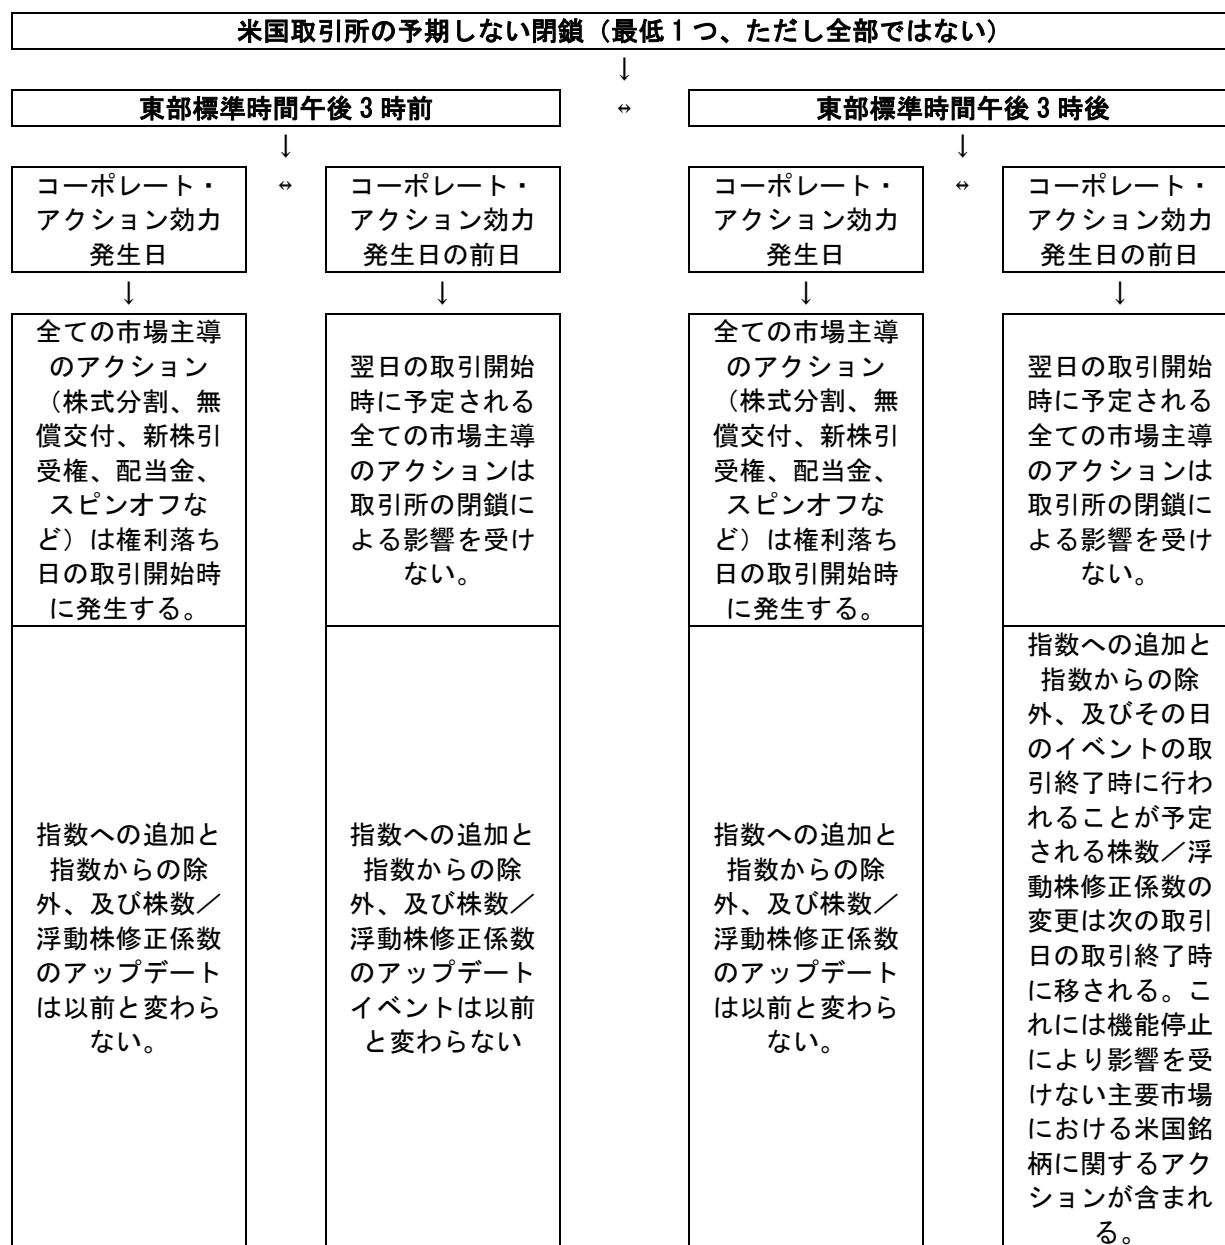 米国取引所の予期しない閉鎖（最低１つ、ただし全部ではない）
↓
東部標準時間午後３時前
↔
東部標準時間午後３時後
↓
↓
コーポレート・
アクション効力
発生日
↔
コーポレート・
アクション効力
発生日の前日
コーポレート・
アクション効力
発生日
↔
コーポレート・
アクション効力
発生日の前日
↓
↓
↓
↓
全ての市場主導
のアクション
（株式分割、無
償交付、新株引
受権、配当金、
スピンオフな
ど）は権利落ち
日の取引開始時
に発生する。
翌日の取引開始
時に予定される
全ての市場主導
のアクションは
取引所の閉鎖に
よる影響を受け
ない。
全ての市場主導
のアクション
（株式分割、無
償交付、新株引
受権、配当金、
スピンオフな
ど）は権利落ち
日の取引開始時
に発生する。
翌日の取引開始
時に予定される
全ての市場主導
のアクションは
取引所の閉鎖に
よる影響を受け
ない。
指数への追加と
指数からの除
外、及び株数／
浮動株修正係数
のアップデート
は以前と変わら
ない。
指数への追加と
指数からの除
外、及び株数／
浮動株修正係数
のアップデート
イベントは以前
と変わらない
指数への追加と
指数からの除
外、及び株数／
浮動株修正係数
のアップデート
は以前と変わら
ない。
指数への追加と
指数からの除
外、及びその日
のイベントの取
引終了時に行わ
れることが予定
される株数／浮
動株修正係数の
変更は次の取引
日の取引終了時
に移される。こ
れには機能停止
により影響を受
けない主要市場
における米国銘
柄に関するアク
ションが含まれ
る。